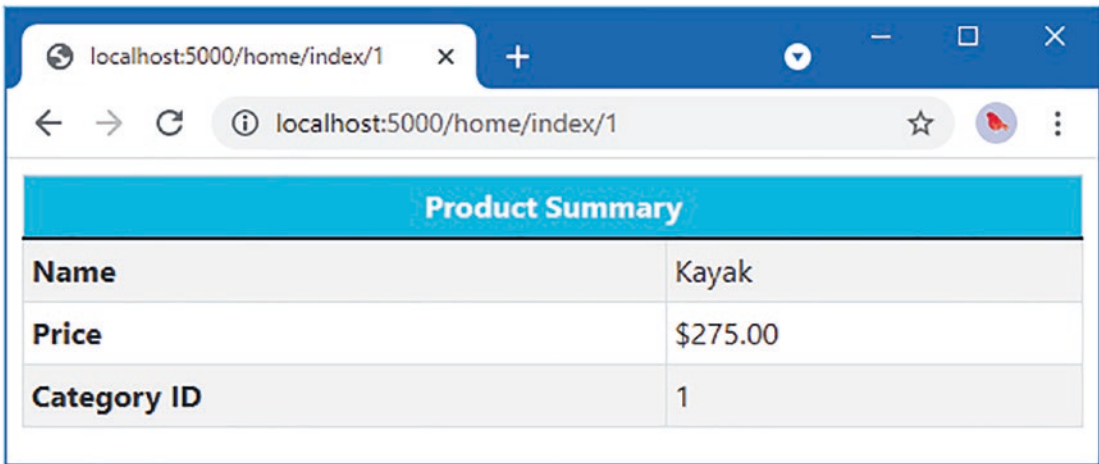 localhost:5000/home/index/1
localhost:5000/home/index/1
Product Summary
Name Kayak
Price $275.00
Category ID 1